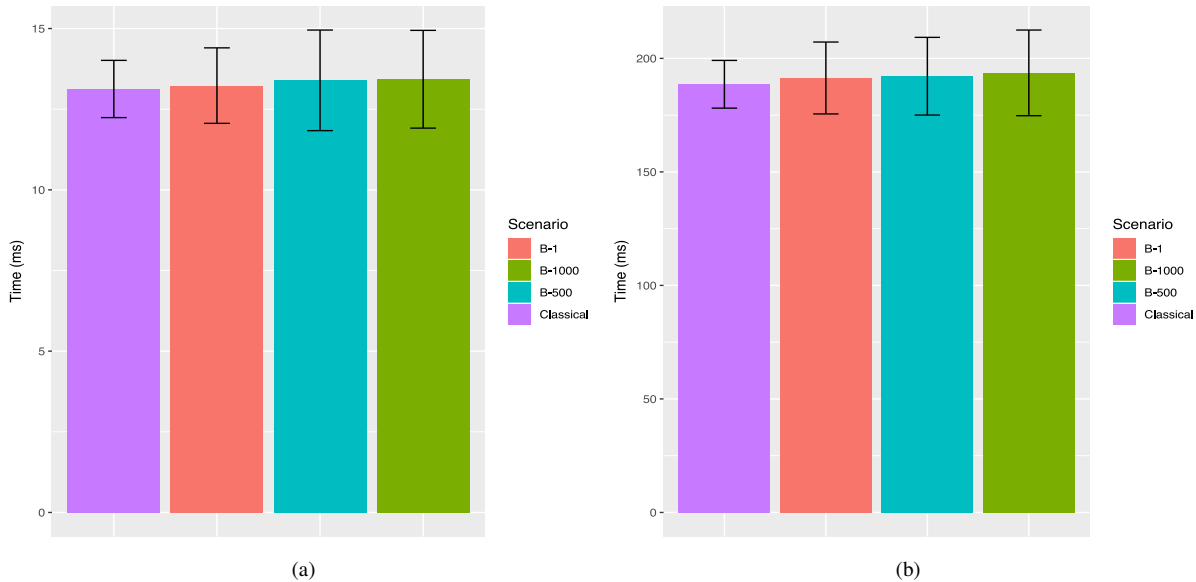 15
10
5
0
Time (ms)
Scenario
B-1
B-1000
B-500
Classical
(a)
200
150
100
50
0
Time (ms)
Scenario
B-1
B-1000
B-500
Classical
(b)